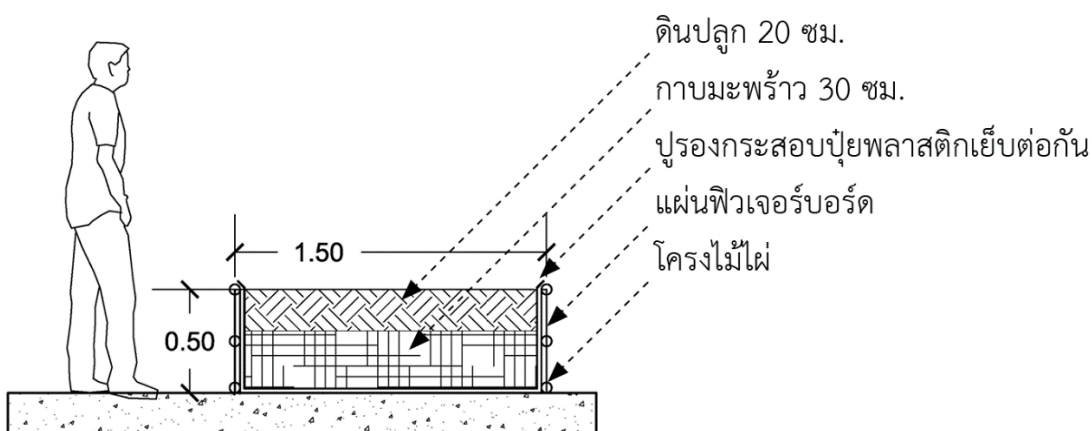 ดินปลูก 20 ซม.
กาบมะพร้าว 30 ซม.
ปูรองกระสอบปุ๋ยพลาสติกเย็บต่อกัน
แผ่นฟิวเจอร์บอร์ด
โครงไม้ไผ่
1.50
0.50